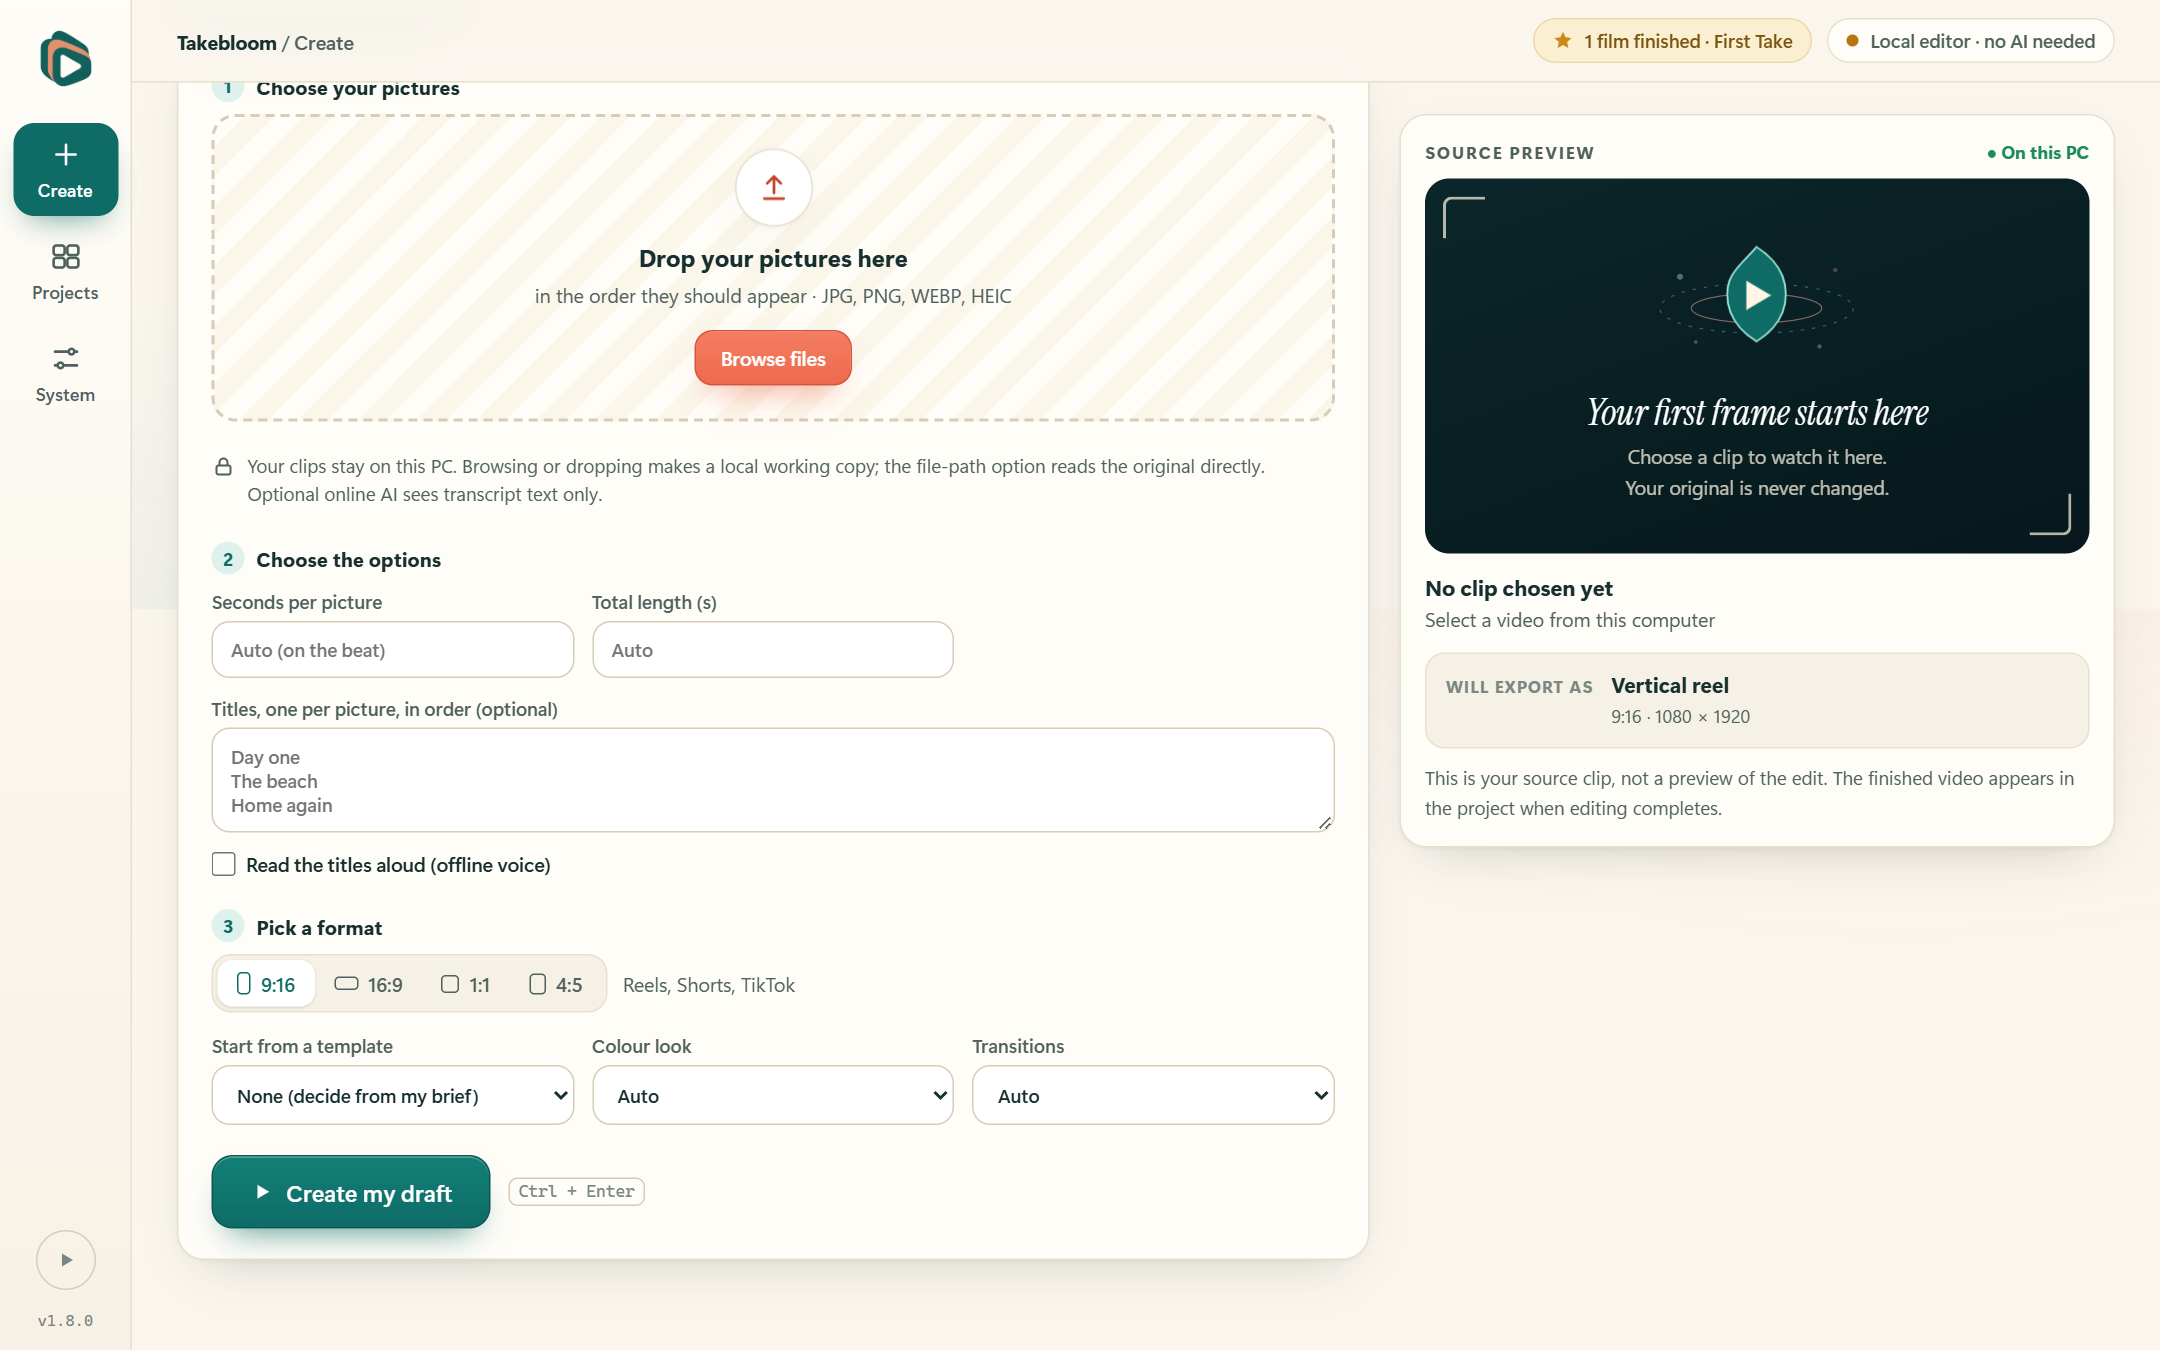 Takebloom / Create
1 film finished · First Take
Local editor · no AI needed
Create
Projects
System
v1.8.0
1 Choose your pictures
Drop your pictures here
in the order they should appear · JPG, PNG, WEBP, HEIC
Browse files
Your clips stay on this PC. Browsing or dropping makes a local working copy; the file-path option reads the original directly.
Optional online AI sees transcript text only.
2 Choose the options
Seconds per picture
Auto (on the beat)
Total length (s)
Auto
Titles, one per picture, in order (optional)
Day one
The beach
Home again
Read the titles aloud (offline voice)
3 Pick a format
9:16
16:9
1:1
4:5
Reels, Shorts, TikTok
Start from a template
None (decide from my brief)
Colour look
Auto
Transitions
Auto
Create my draft
Ctrl + Enter
SOURCE PREVIEW
• On this PC
Your first frame starts here
Choose a clip to watch it here.
Your original is never changed.
No clip chosen yet
Select a video from this computer
WILL EXPORT AS
Vertical reel
9:16 · 1080 × 1920
This is your source clip, not a preview of the edit. The finished video appears in
the project when editing completes.